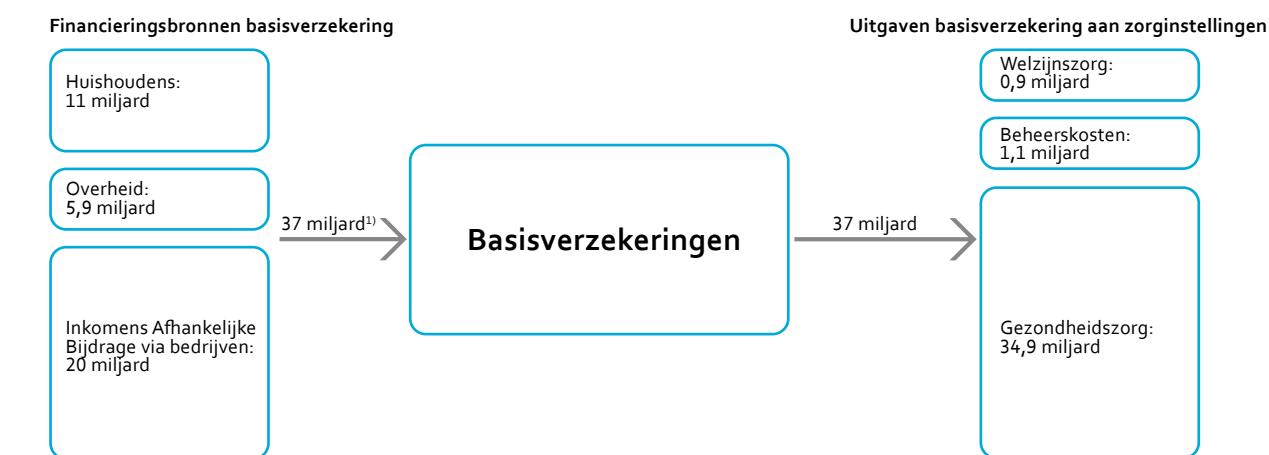 Financieringsbronnen basisverzekering
Huishoudens:
11 miljard
Overheid:
5,9 miljard
Inkomens Afhankelijke
Bijdrage via bedrijven:
20 miljard
37 miljard¹⁾
Basisverzekeringen
37 miljard
Uitgaven basisverzekering aan zorginstellingen
Welzijnszorg:
0,9 miljard
Beheerskosten:
1,1 miljard
Gezondheidszorg:
34,9 miljard